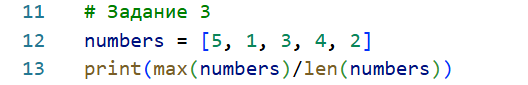 11 # Задание 3
12 numbers = [5, 1, 3, 4, 2]
13 print(max(numbers)/len(numbers))